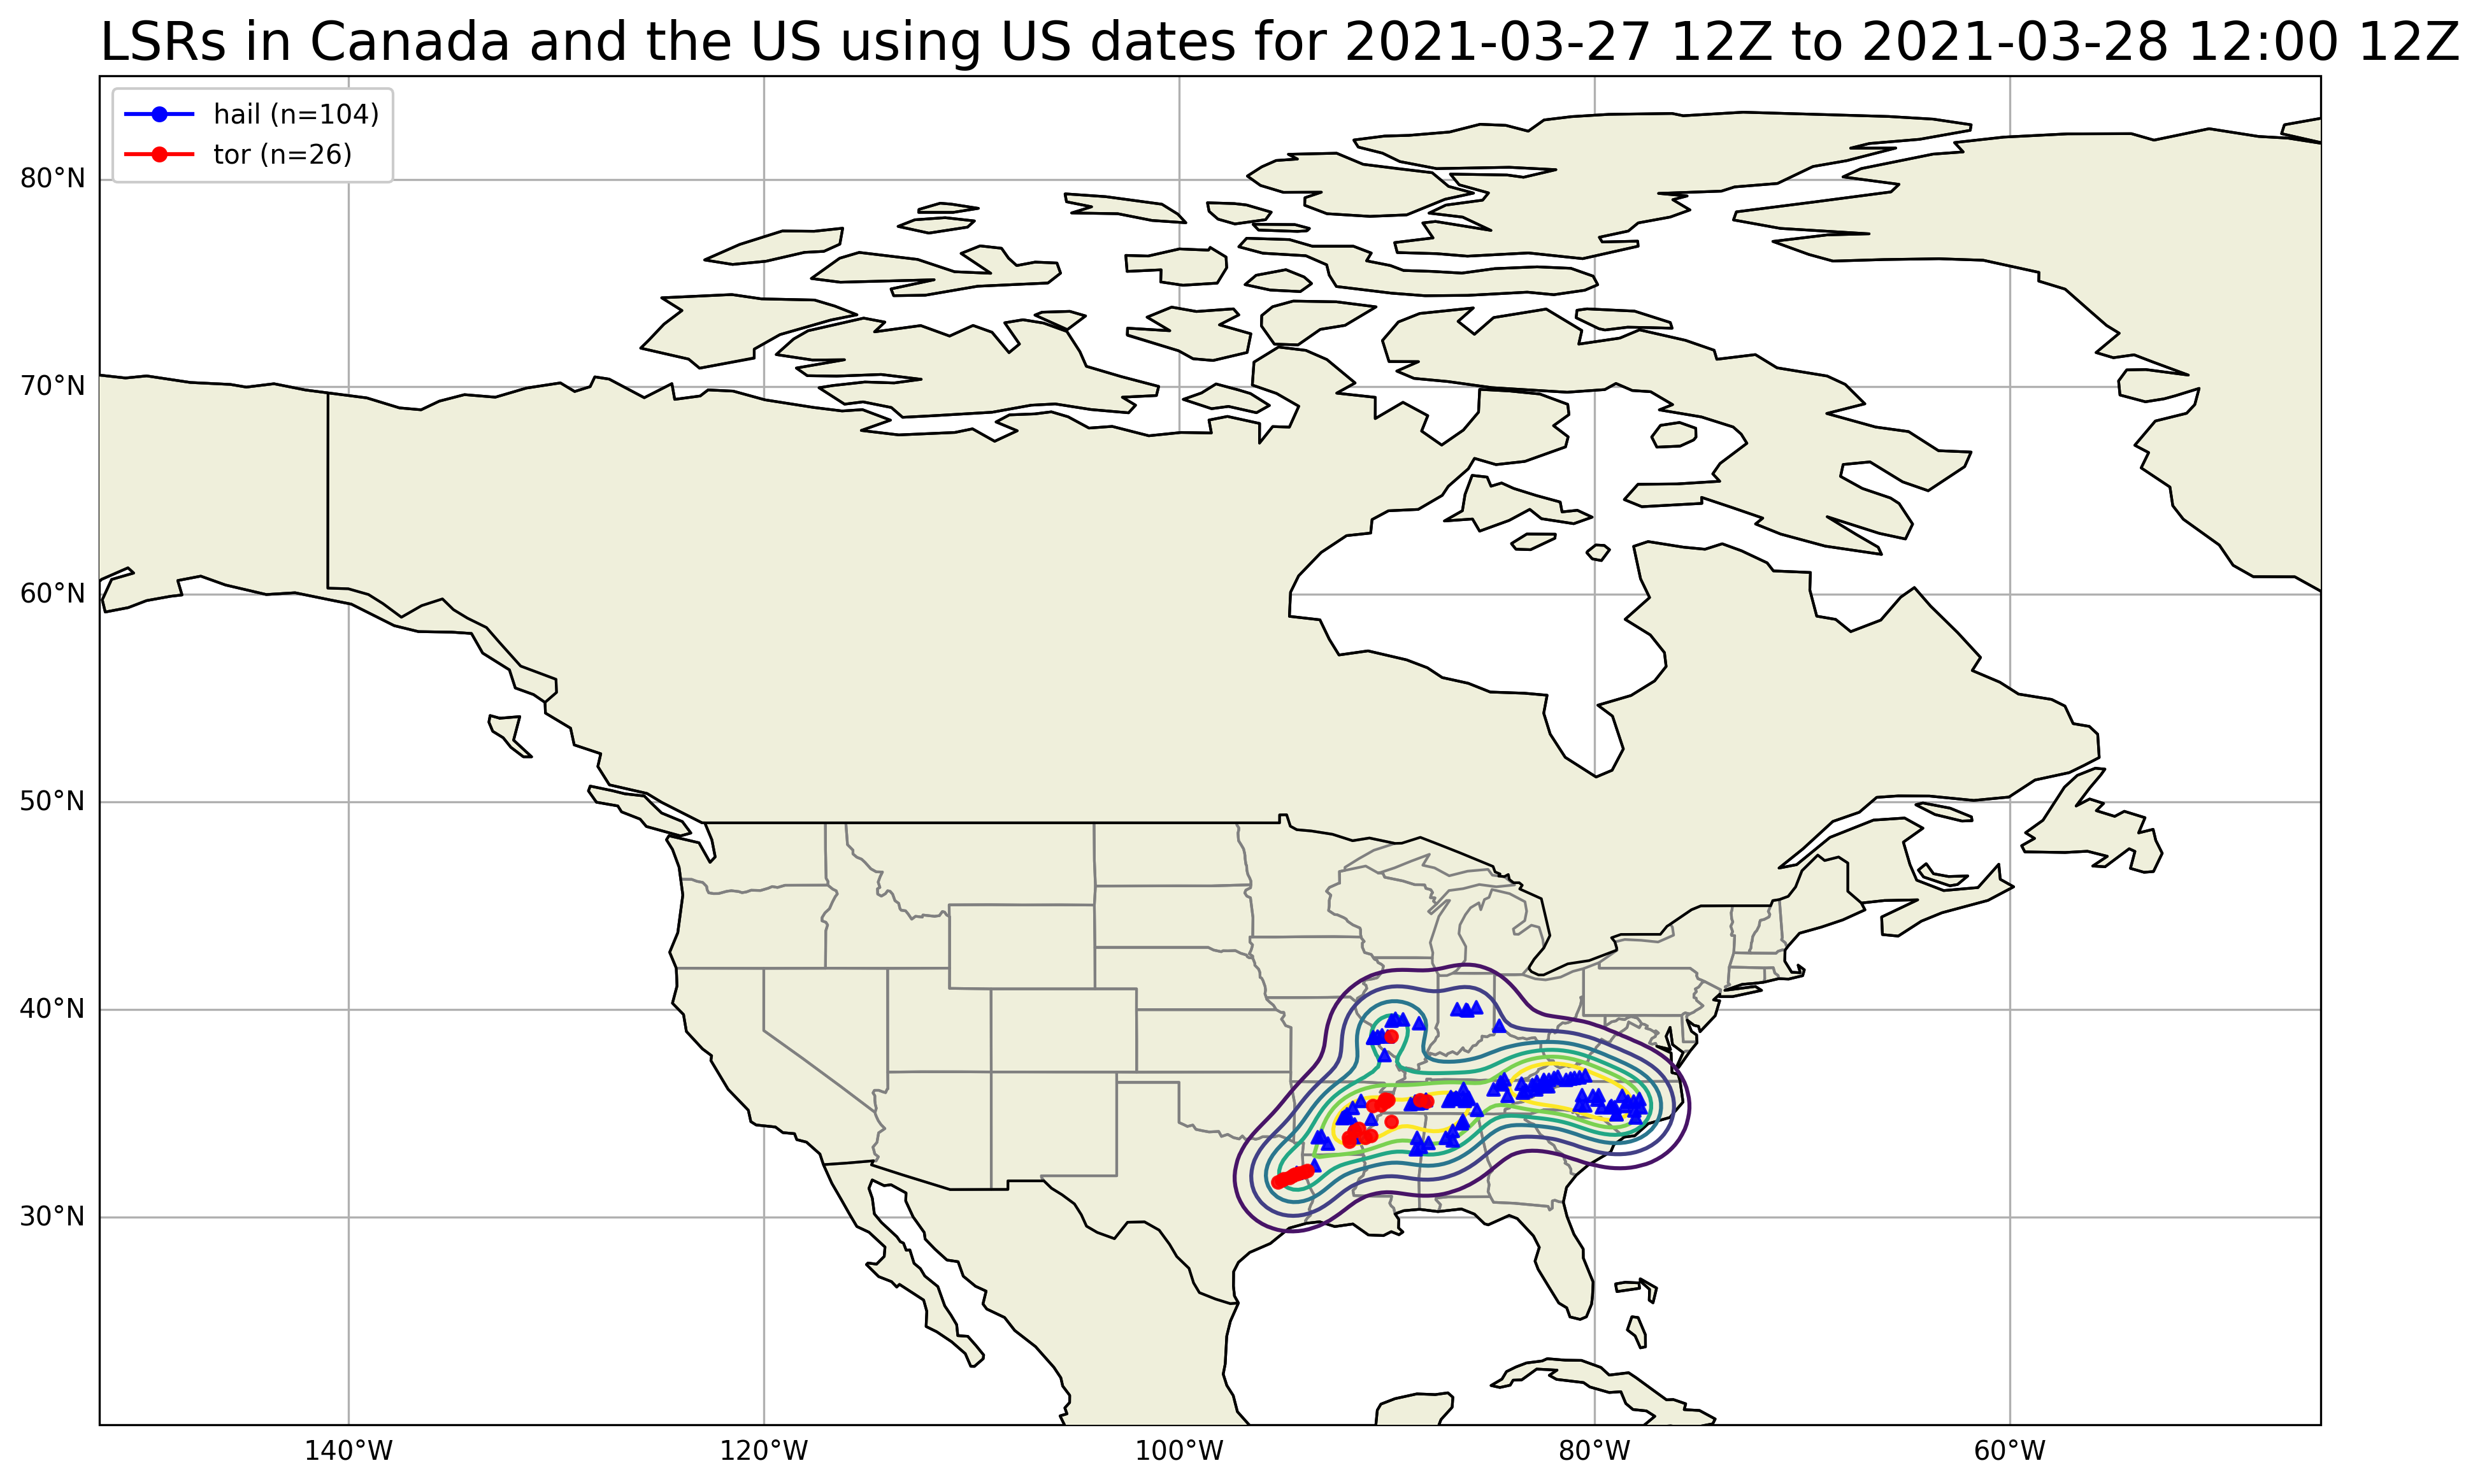 LSRs in Canada and the US using US dates for 2021-03-27 12Z to 2021-03-28 12:00 12Z
hail (n=104)
tor (n=26)
80°N
70°N
60°N
50°N
40°N
30°N
140°W
120°W
100°W
80°W
60°W